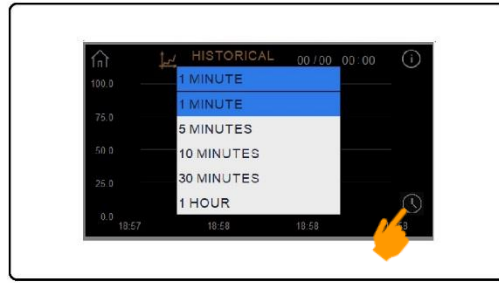 HISTORICAL 00/00 00:00
1 MINUTE
100.0
1 MINUTE
75.0
5 MINUTES
50.0
10 MINUTES
25.0
30 MINUTES
1 HOUR
0.0
18:57 18:58 18:58